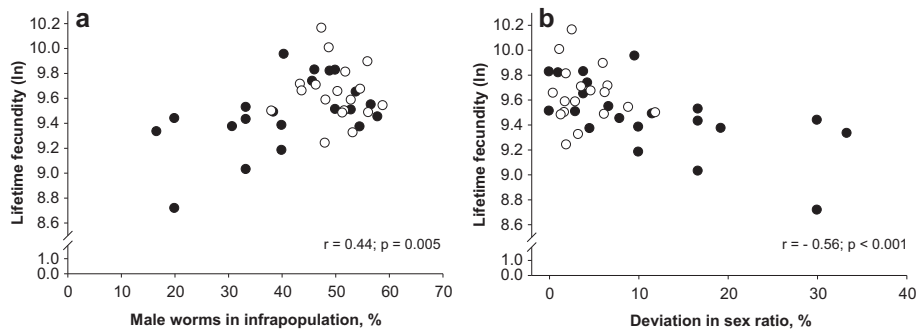 a
Lifetime fecundity (ln)
10.2
10.0
9.8
9.6
9.4
9.2
9.0
8.8
8.6
1.0
0.0
r = 0.44; p = 0.005
0 10 20 30 40 50 60 70
Male worms in infrapopulation, %
b
Lifetime fecundity (ln)
10.2
10.0
9.8
9.6
9.4
9.2
9.0
8.8
8.6
1.0
0.0
r = - 0.56; p < 0.001
0 10 20 30 40
Deviation in sex ratio, %